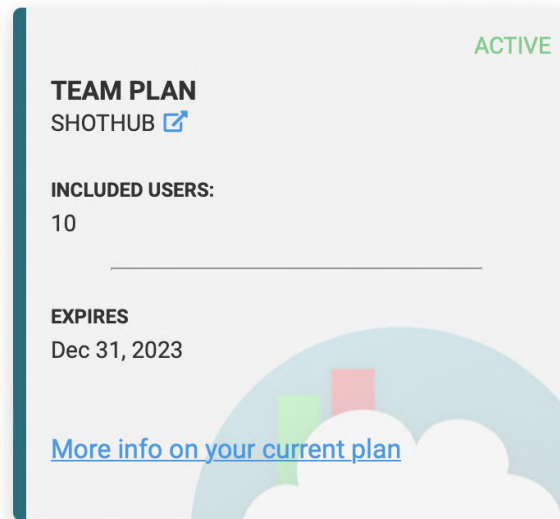 ACTIVE
TEAM PLAN
SHOTHUB
INCLUDED USERS:
10
EXPIRES
Dec 31, 2023
More info on your current plan